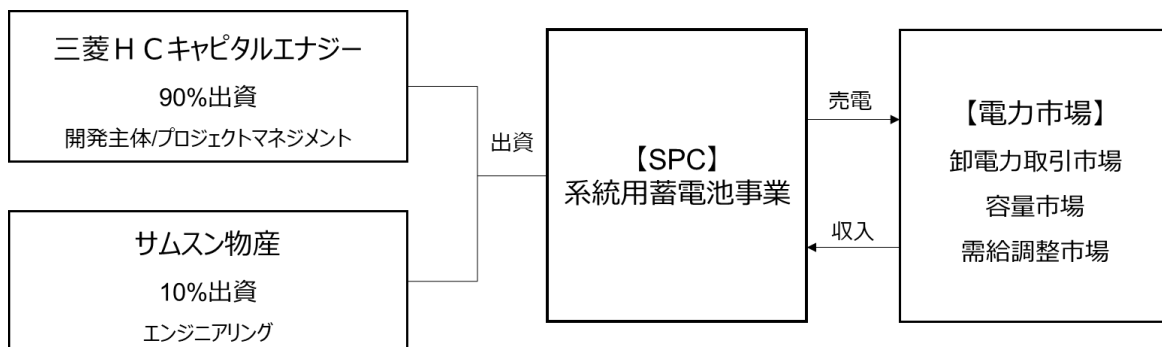 三菱ＨＣキャピタルエナジー
90%出資
開発主体/プロジェクトマネジメント
サムスン物産
10%出資
エンジニアリング
出資
【SPC】
系統用蓄電池事業
売電
収入
【電力市場】
卸電力取引市場
容量市場
需給調整市場